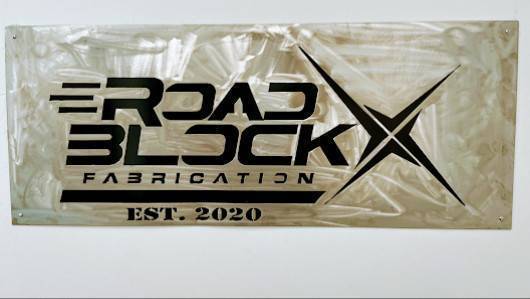 ROAD
BLOCK X
FABRICATION
EST. 2020